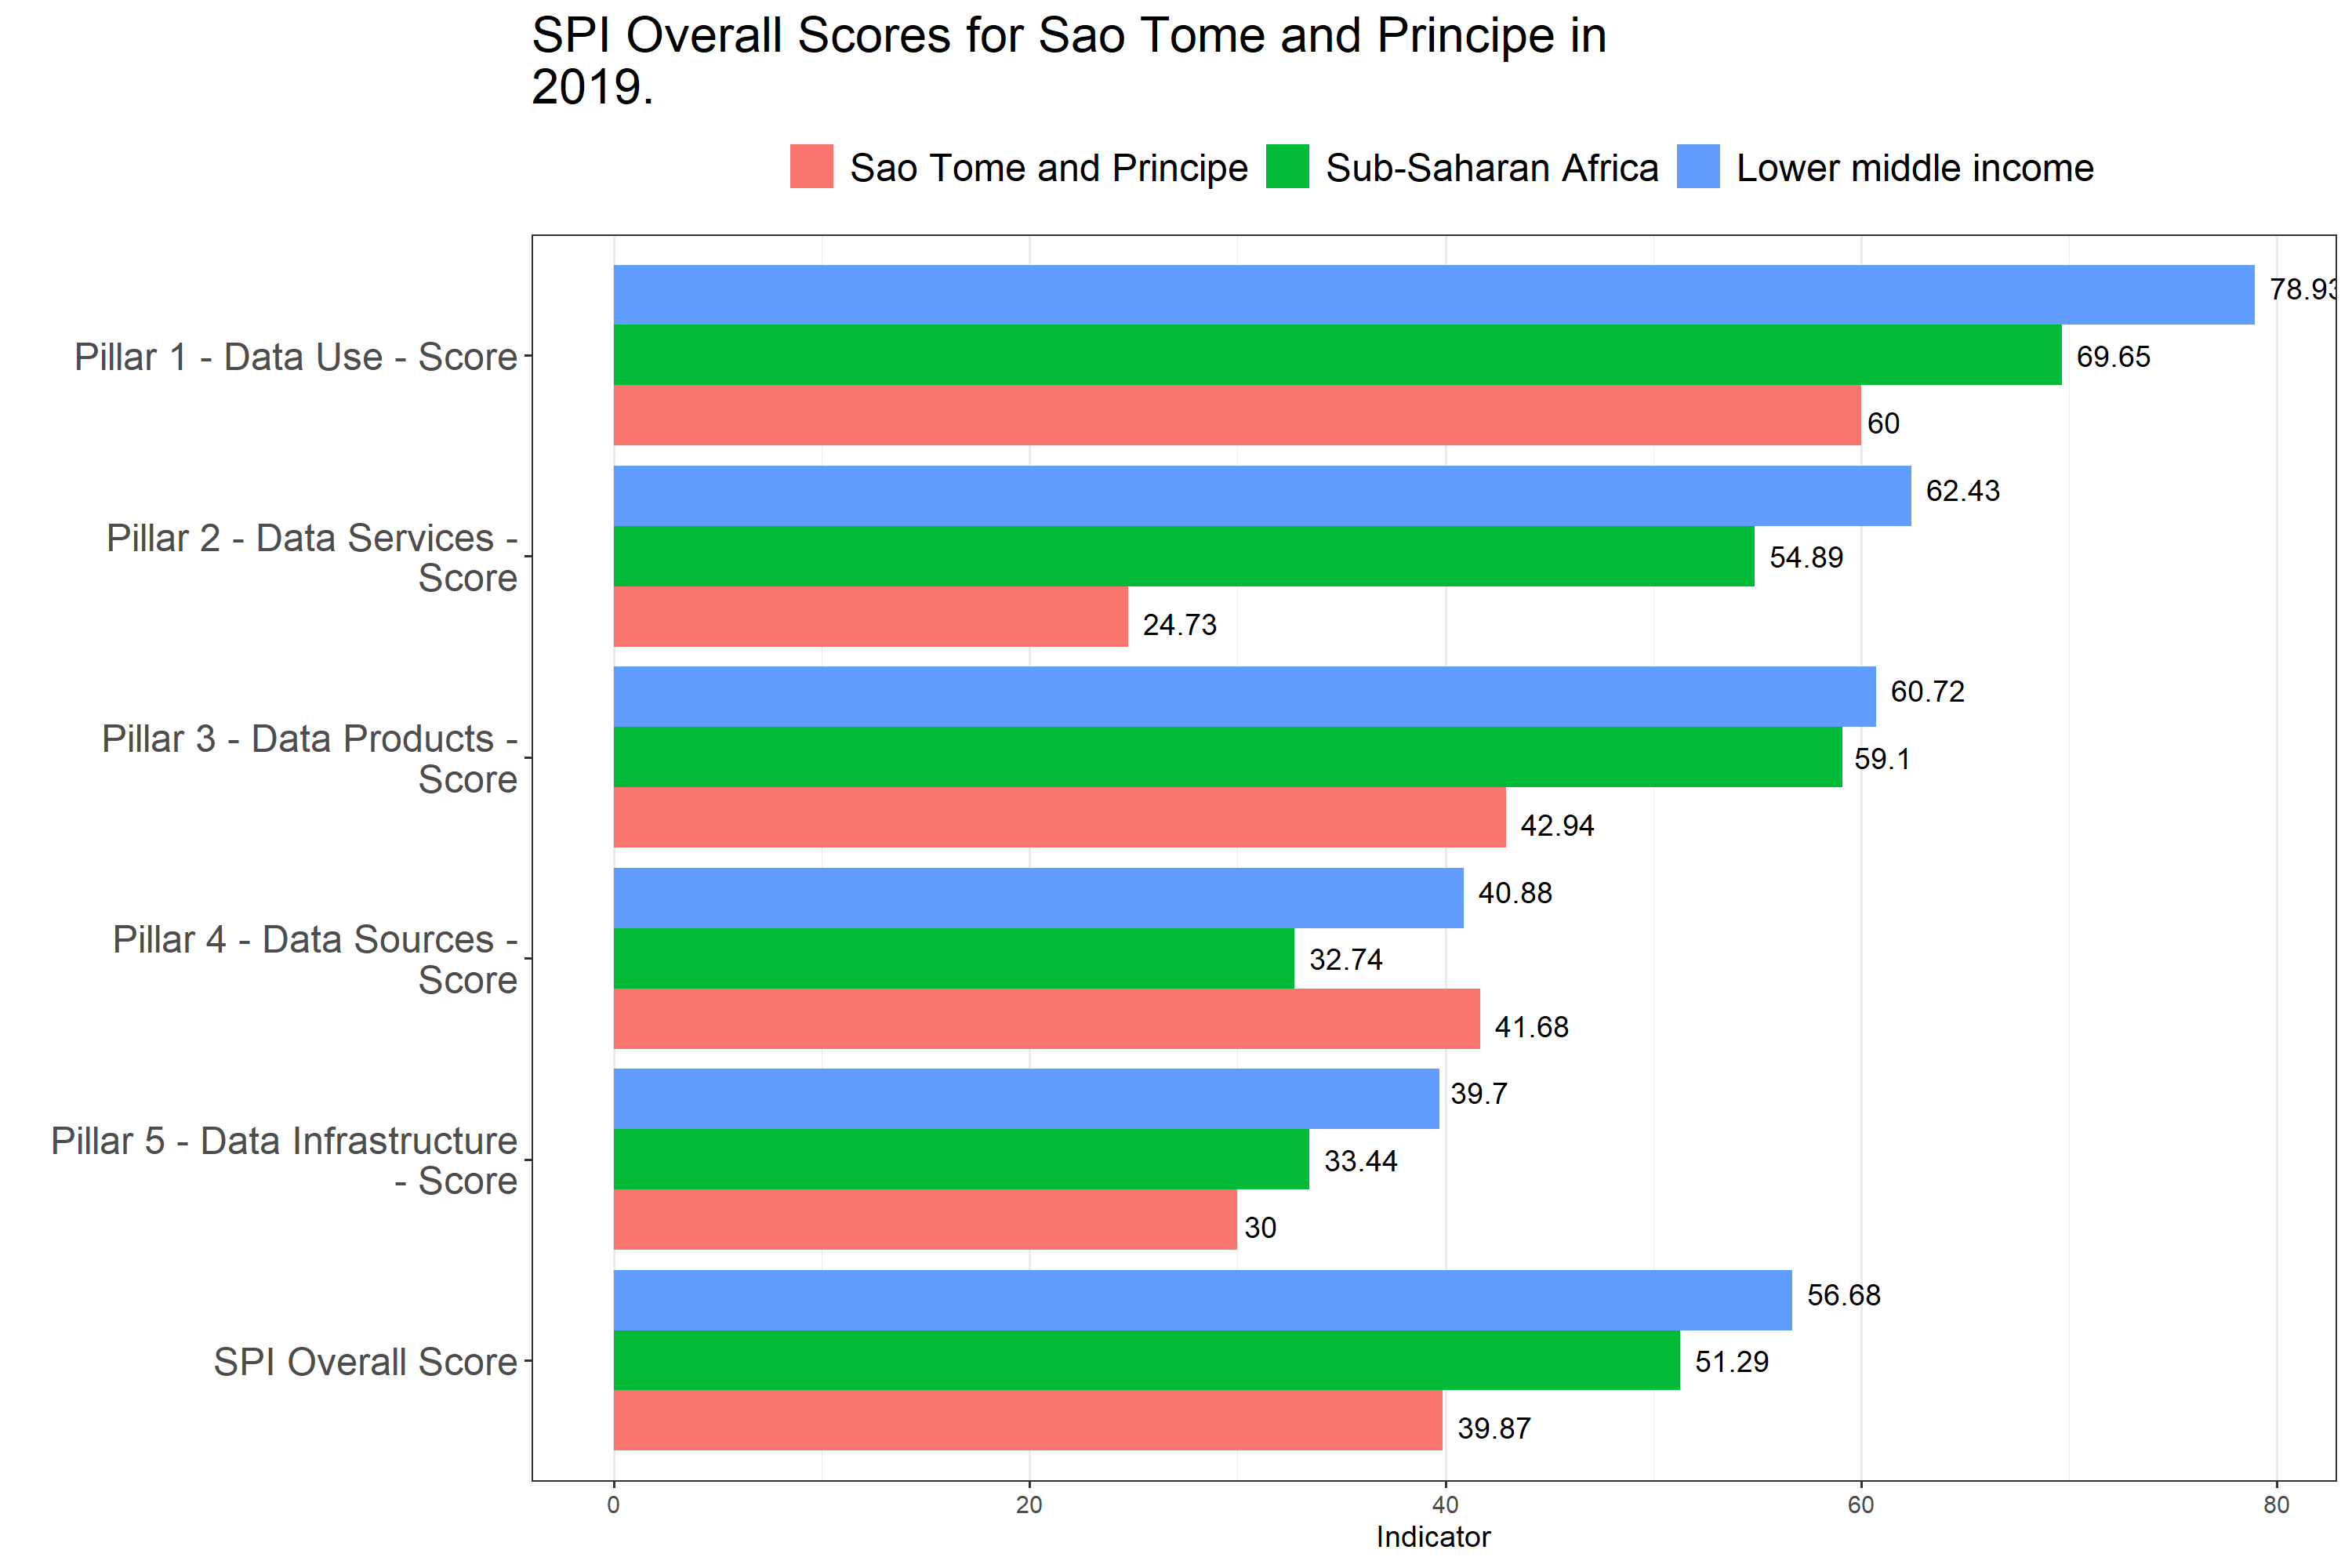 SPI Overall Scores for Sao Tome and Principe in
2019.
Sao Tome and Principe
Sub-Saharan Africa
Lower middle income
Pillar 1 - Data Use - Score
78.93
69.65
60
Pillar 2 - Data Services -
Score
62.43
54.89
24.73
Pillar 3 - Data Products -
Score
60.72
59.1
42.94
Pillar 4 - Data Sources -
Score
40.88
32.74
41.68
Pillar 5 - Data Infrastructure
- Score
39.7
33.44
30
SPI Overall Score
56.68
51.29
39.87
0
20
40
60
80
Indicator